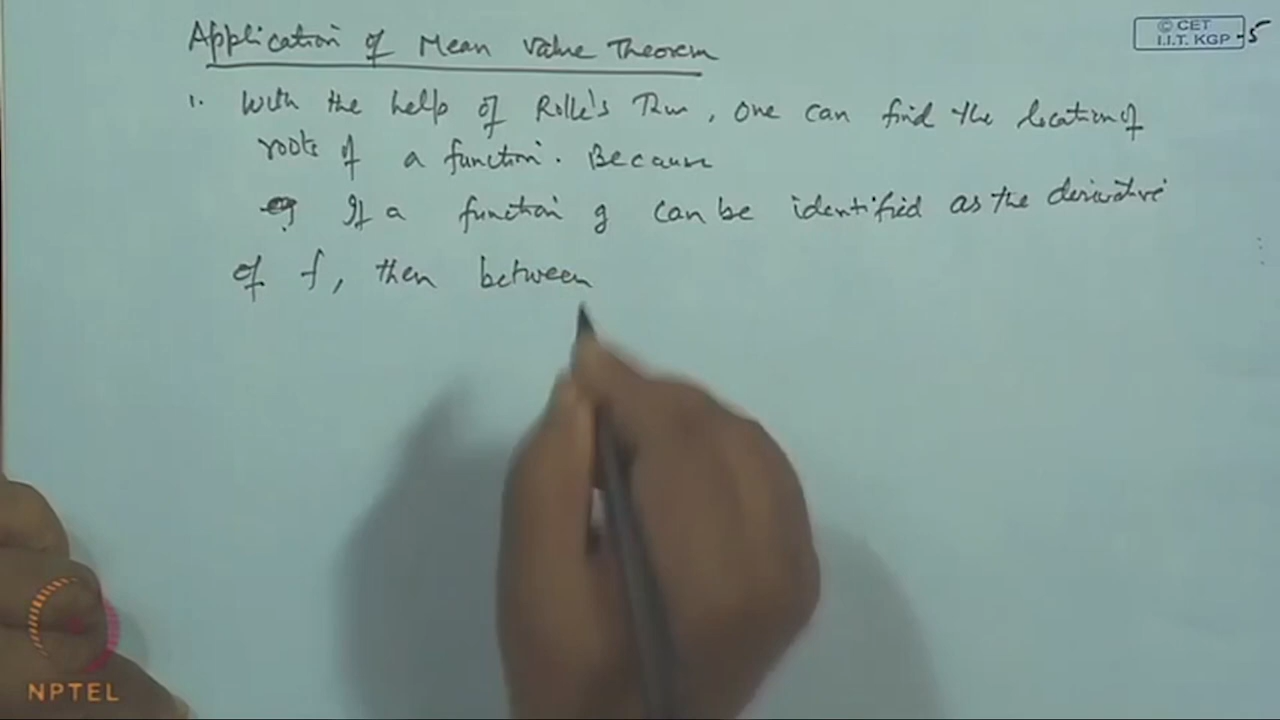 Application of Mean Value Theorem
© CET
I.I.T. KGP -5
1. With the help of Rolle's Thm, one can find the location of
roots of a function. Because
If a function g can be identified as the derivative
of f, then between
NPTEL